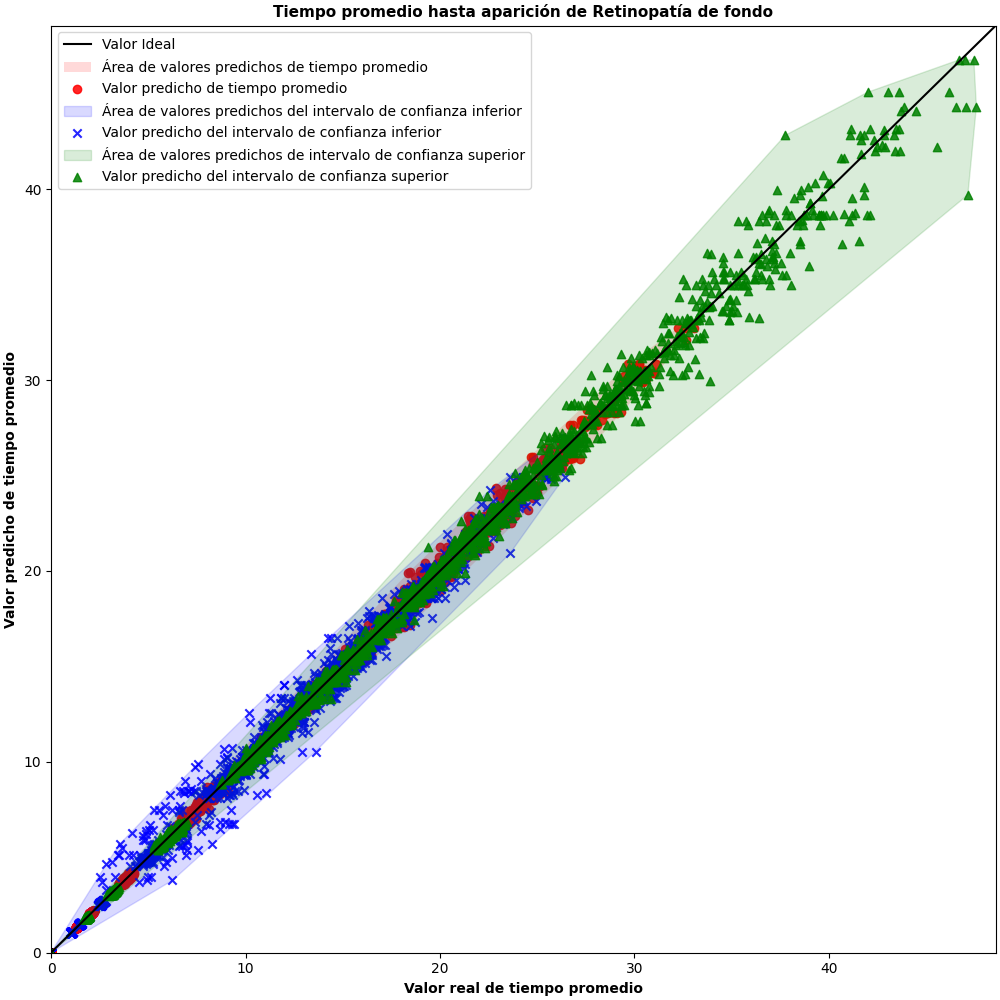 Tiempo promedio hasta aparición de Retinopatía de fondo
Valor Ideal
Área de valores predichos de tiempo promedio
Valor predicho de tiempo promedio
Área de valores predichos del intervalo de confianza inferior
Valor predicho del intervalo de confianza inferior
Área de valores predichos de intervalo de confianza superior
Valor predicho del intervalo de confianza superior
Valor predicho de tiempo promedio
40
30
20
10
0
0 10 20 30 40
Valor real de tiempo promedio